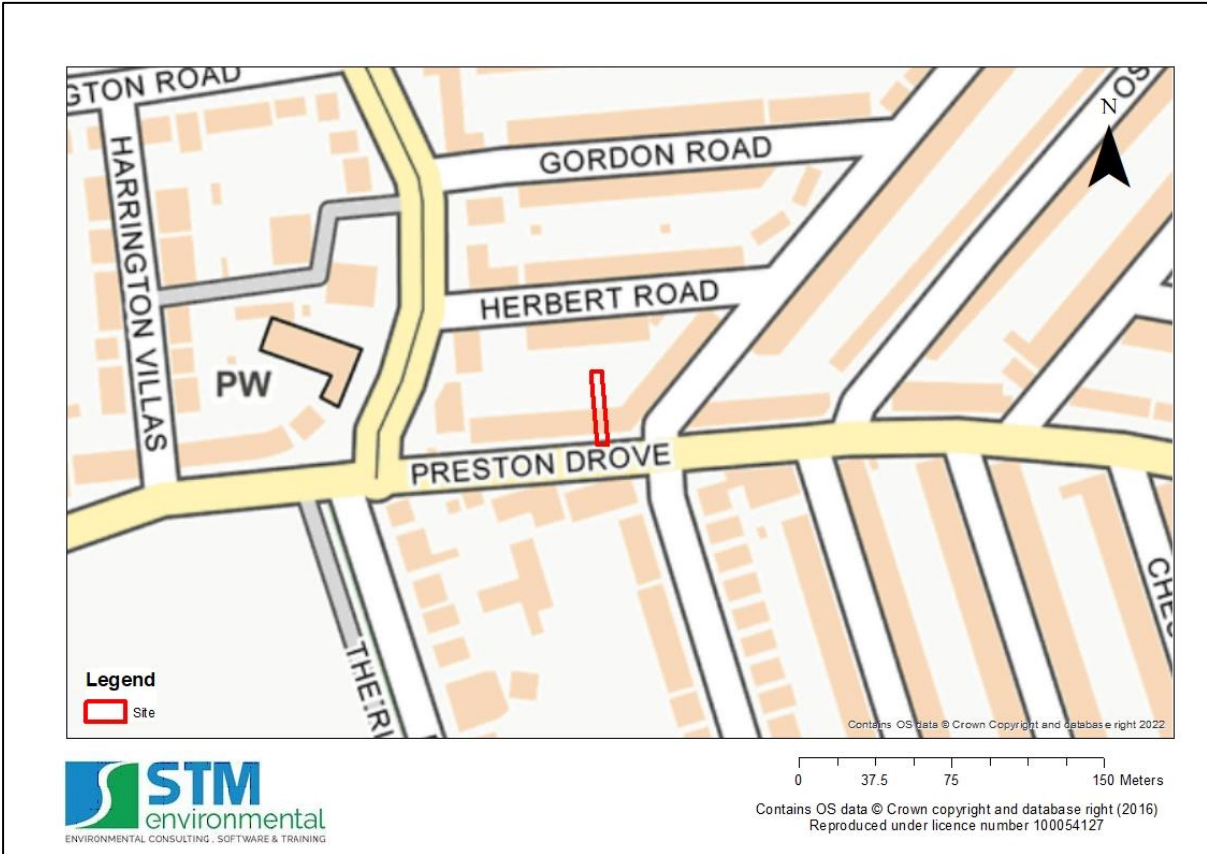 GTON ROAD
HARRINGTON VILLAS
GORDON ROAD
OS
N
HERBERT ROAD
PW
PRESTON DROVE
THE RI
CHES
Legend
Site
Contains OS data © Crown Copyright and database right 2022
STM
environmental
ENVIRONMENTAL CONSULTING . SOFTWARE & TRAINING
0 37.5 75 150 Meters
Contains OS data © Crown copyright and database right (2016)
Reproduced under licence number 100054127